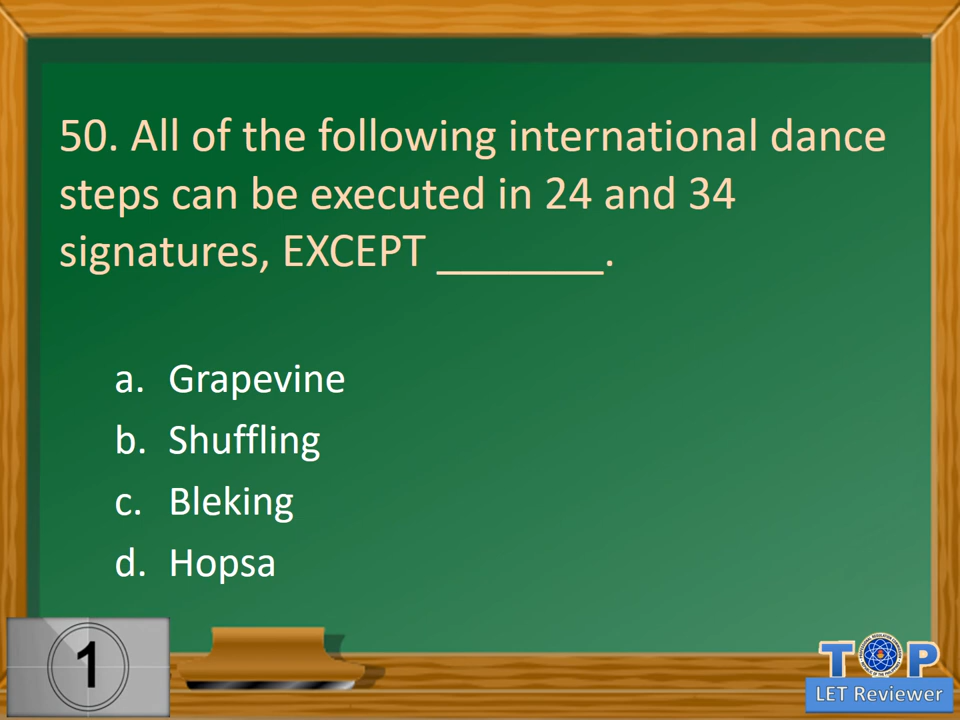 50. All of the following international dance
steps can be executed in 24 and 34
signatures, EXCEPT _______.
a. Grapevine
b. Shuffling
c. Bleking
d. Hopsa
1
TOP
LET Reviewer